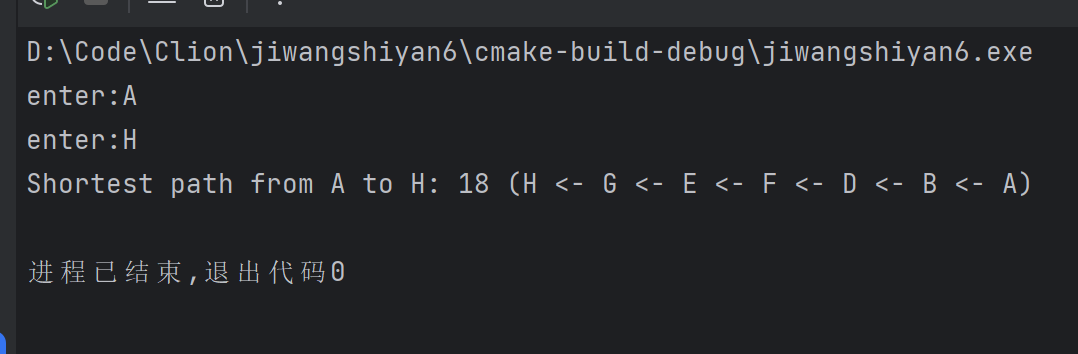 D:\Code\Clion\jiwangshiyan6\cmake-build-debug\jiwangshiyan6.exe
enter:A
enter:H
Shortest path from A to H: 18 (H <- G <- E <- F <- D <- B <- A)
进程已结束,退出代码0